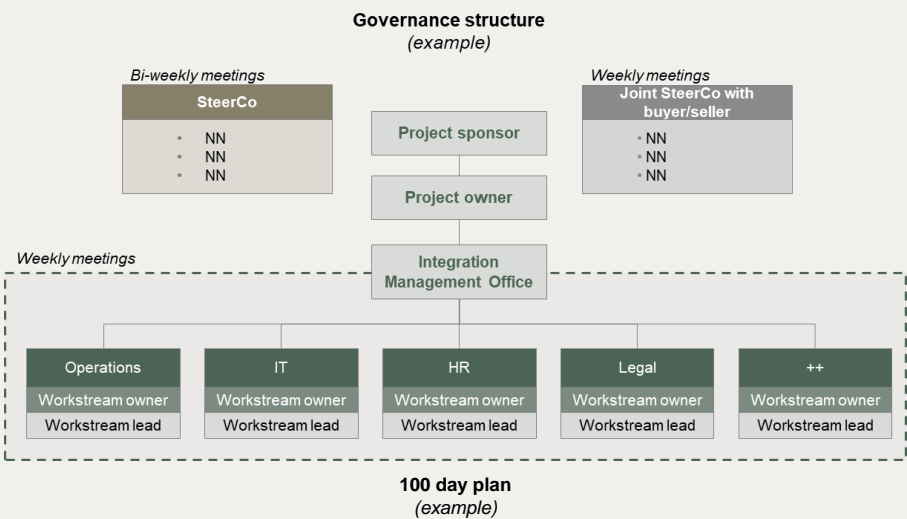 Governance structure
(example)
Bi-weekly meetings
SteerCo
• NN
• NN
• NN
Weekly meetings
Joint SteerCo with
buyer/seller
• NN
• NN
• NN
Project sponsor
Project owner
Weekly meetings
Integration
Management Office
Operations
Workstream owner
Workstream lead
IT
Workstream owner
Workstream lead
HR
Workstream owner
Workstream lead
Legal
Workstream owner
Workstream lead
++
Workstream owner
Workstream lead
100 day plan
(example)